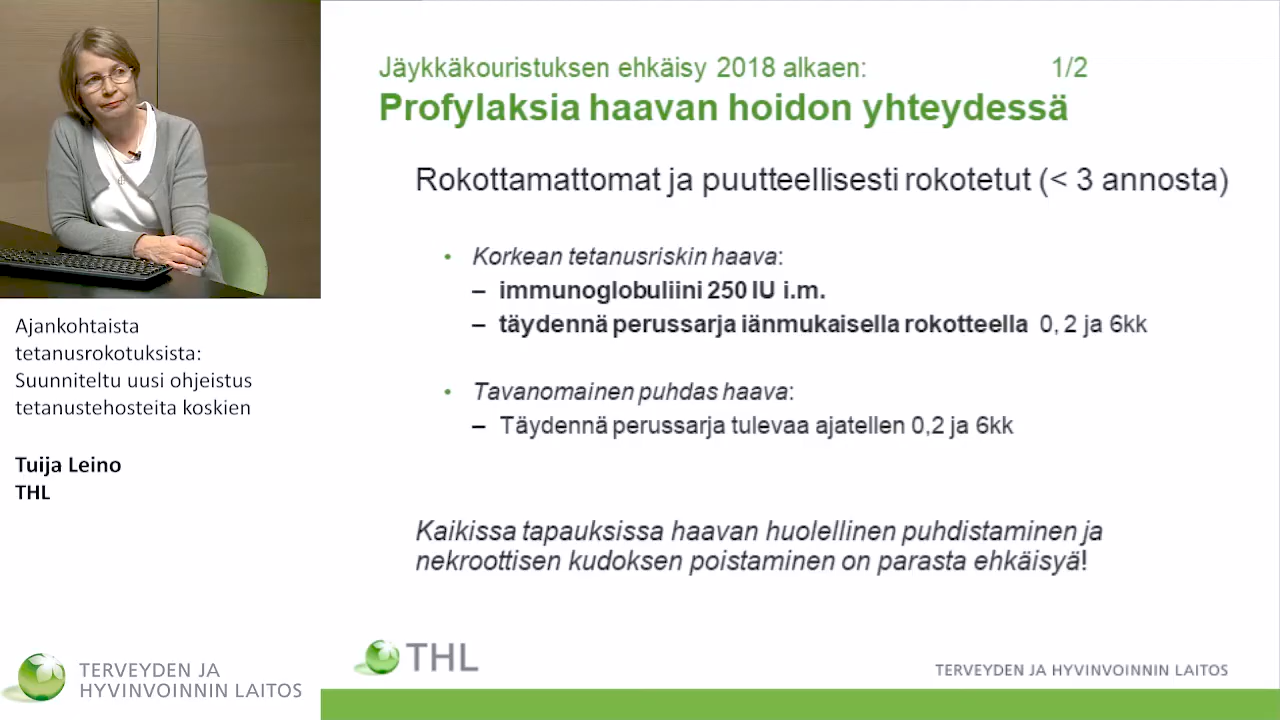 Jäykkäkouristuksen ehkäisy 2018 alkaen: 1/2
Profylaksia haavan hoidon yhteydessä
Rokottamattomat ja puutteellisesti rokotetut (< 3 annosta)
• Korkean tetanusriskin haava:
– immunoglobuliini 250 IU i.m.
– täydennä perussarja iänmukaisella rokotteella 0, 2 ja 6kk
• Tavanomainen puhdas haava:
– Täydennä perussarja tulevaa ajatellen 0,2 ja 6kk
Kaikissa tapauksissa haavan huolellinen puhdistaminen ja
nekroottisen kudoksen poistaminen on parasta ehkäisyä!
THL
TERVEYDEN JA HYVINVOINNIN LAITOS
Ajankohtaista
tetanusrokotuksista:
Suunniteltu uusi ohjeistus
tetanustehosteita koskien
Tuija Leino
THL
TERVEYDEN JA
HYVINVOINNIN LAITOS